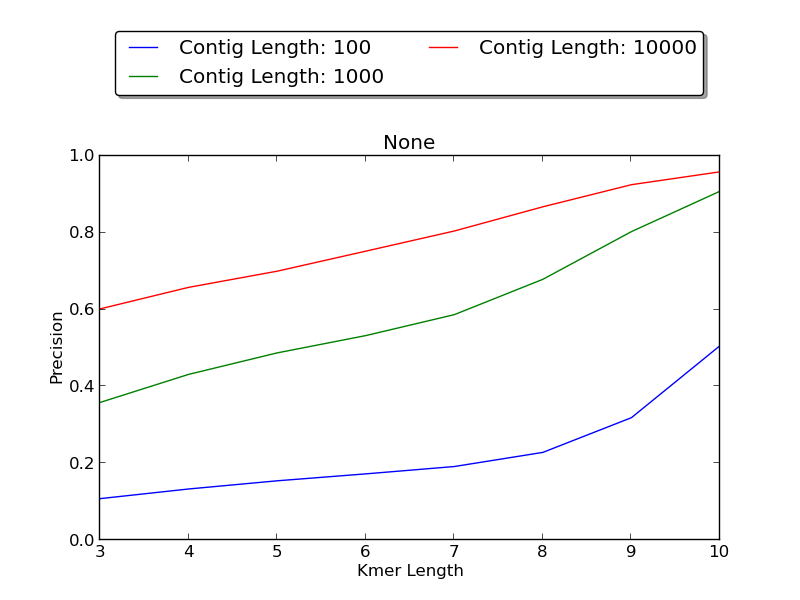 Contig Length: 100
Contig Length: 10000
Contig Length: 1000
None
1.0
0.8
0.6
0.4
0.2
0.0
Precision
3 4 5 6 7 8 9 10
Kmer Length